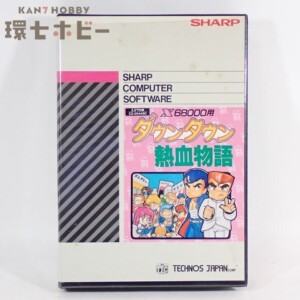 KAN7 HOBBY
環七ホビー
SHARP
SHARP
COMPUTER
SOFTWARE
X68000用
ダウンタウン
熱血物語
TECHNOS JAPAN CORP.